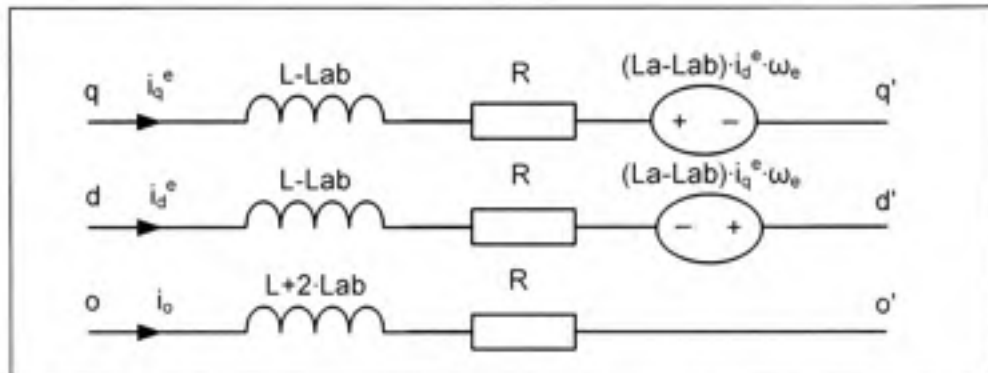 (La-Lab)·i_d^e·ω_e
L-Lab R
q i_q^e q'
+ −
(La-Lab)·i_q^e·ω_e
L-Lab R
d i_d^e d'
− +
L+2·Lab R
o i_o o'